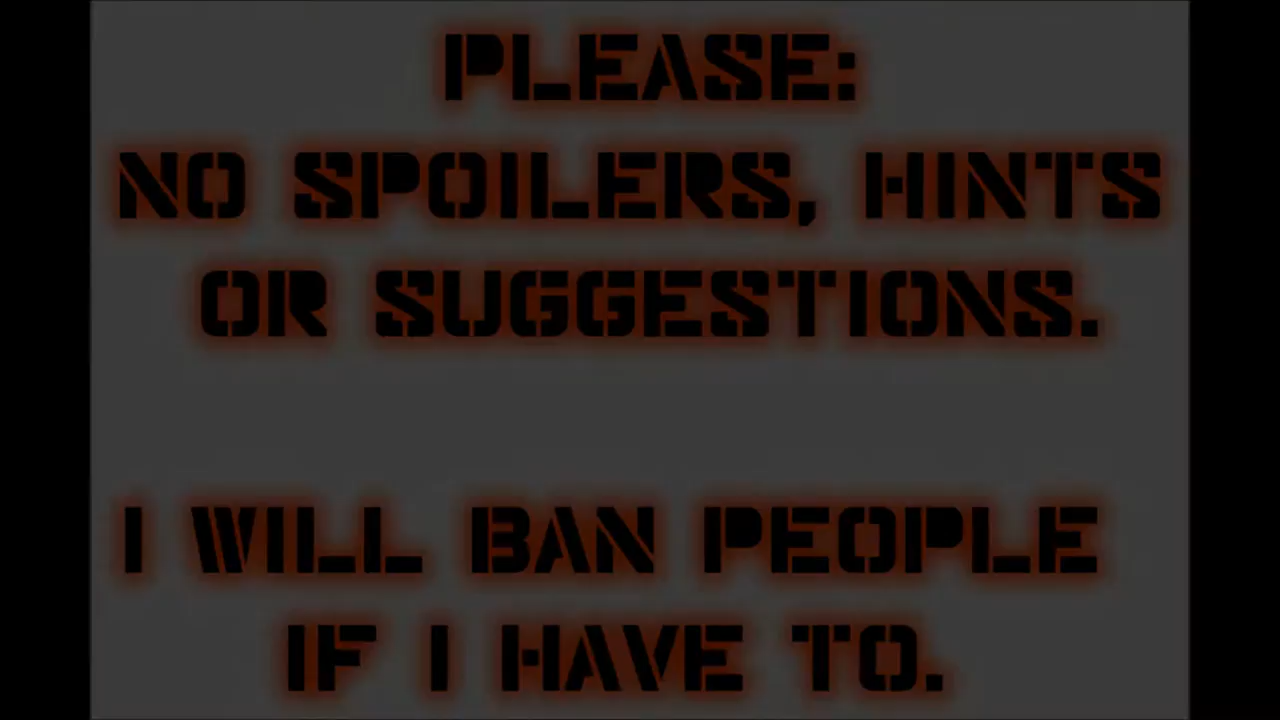 PLEASE:
NO SPOILERS, HINTS
OR SUGGESTIONS.
I WILL BAN PEOPLE
IF I HAVE TO.